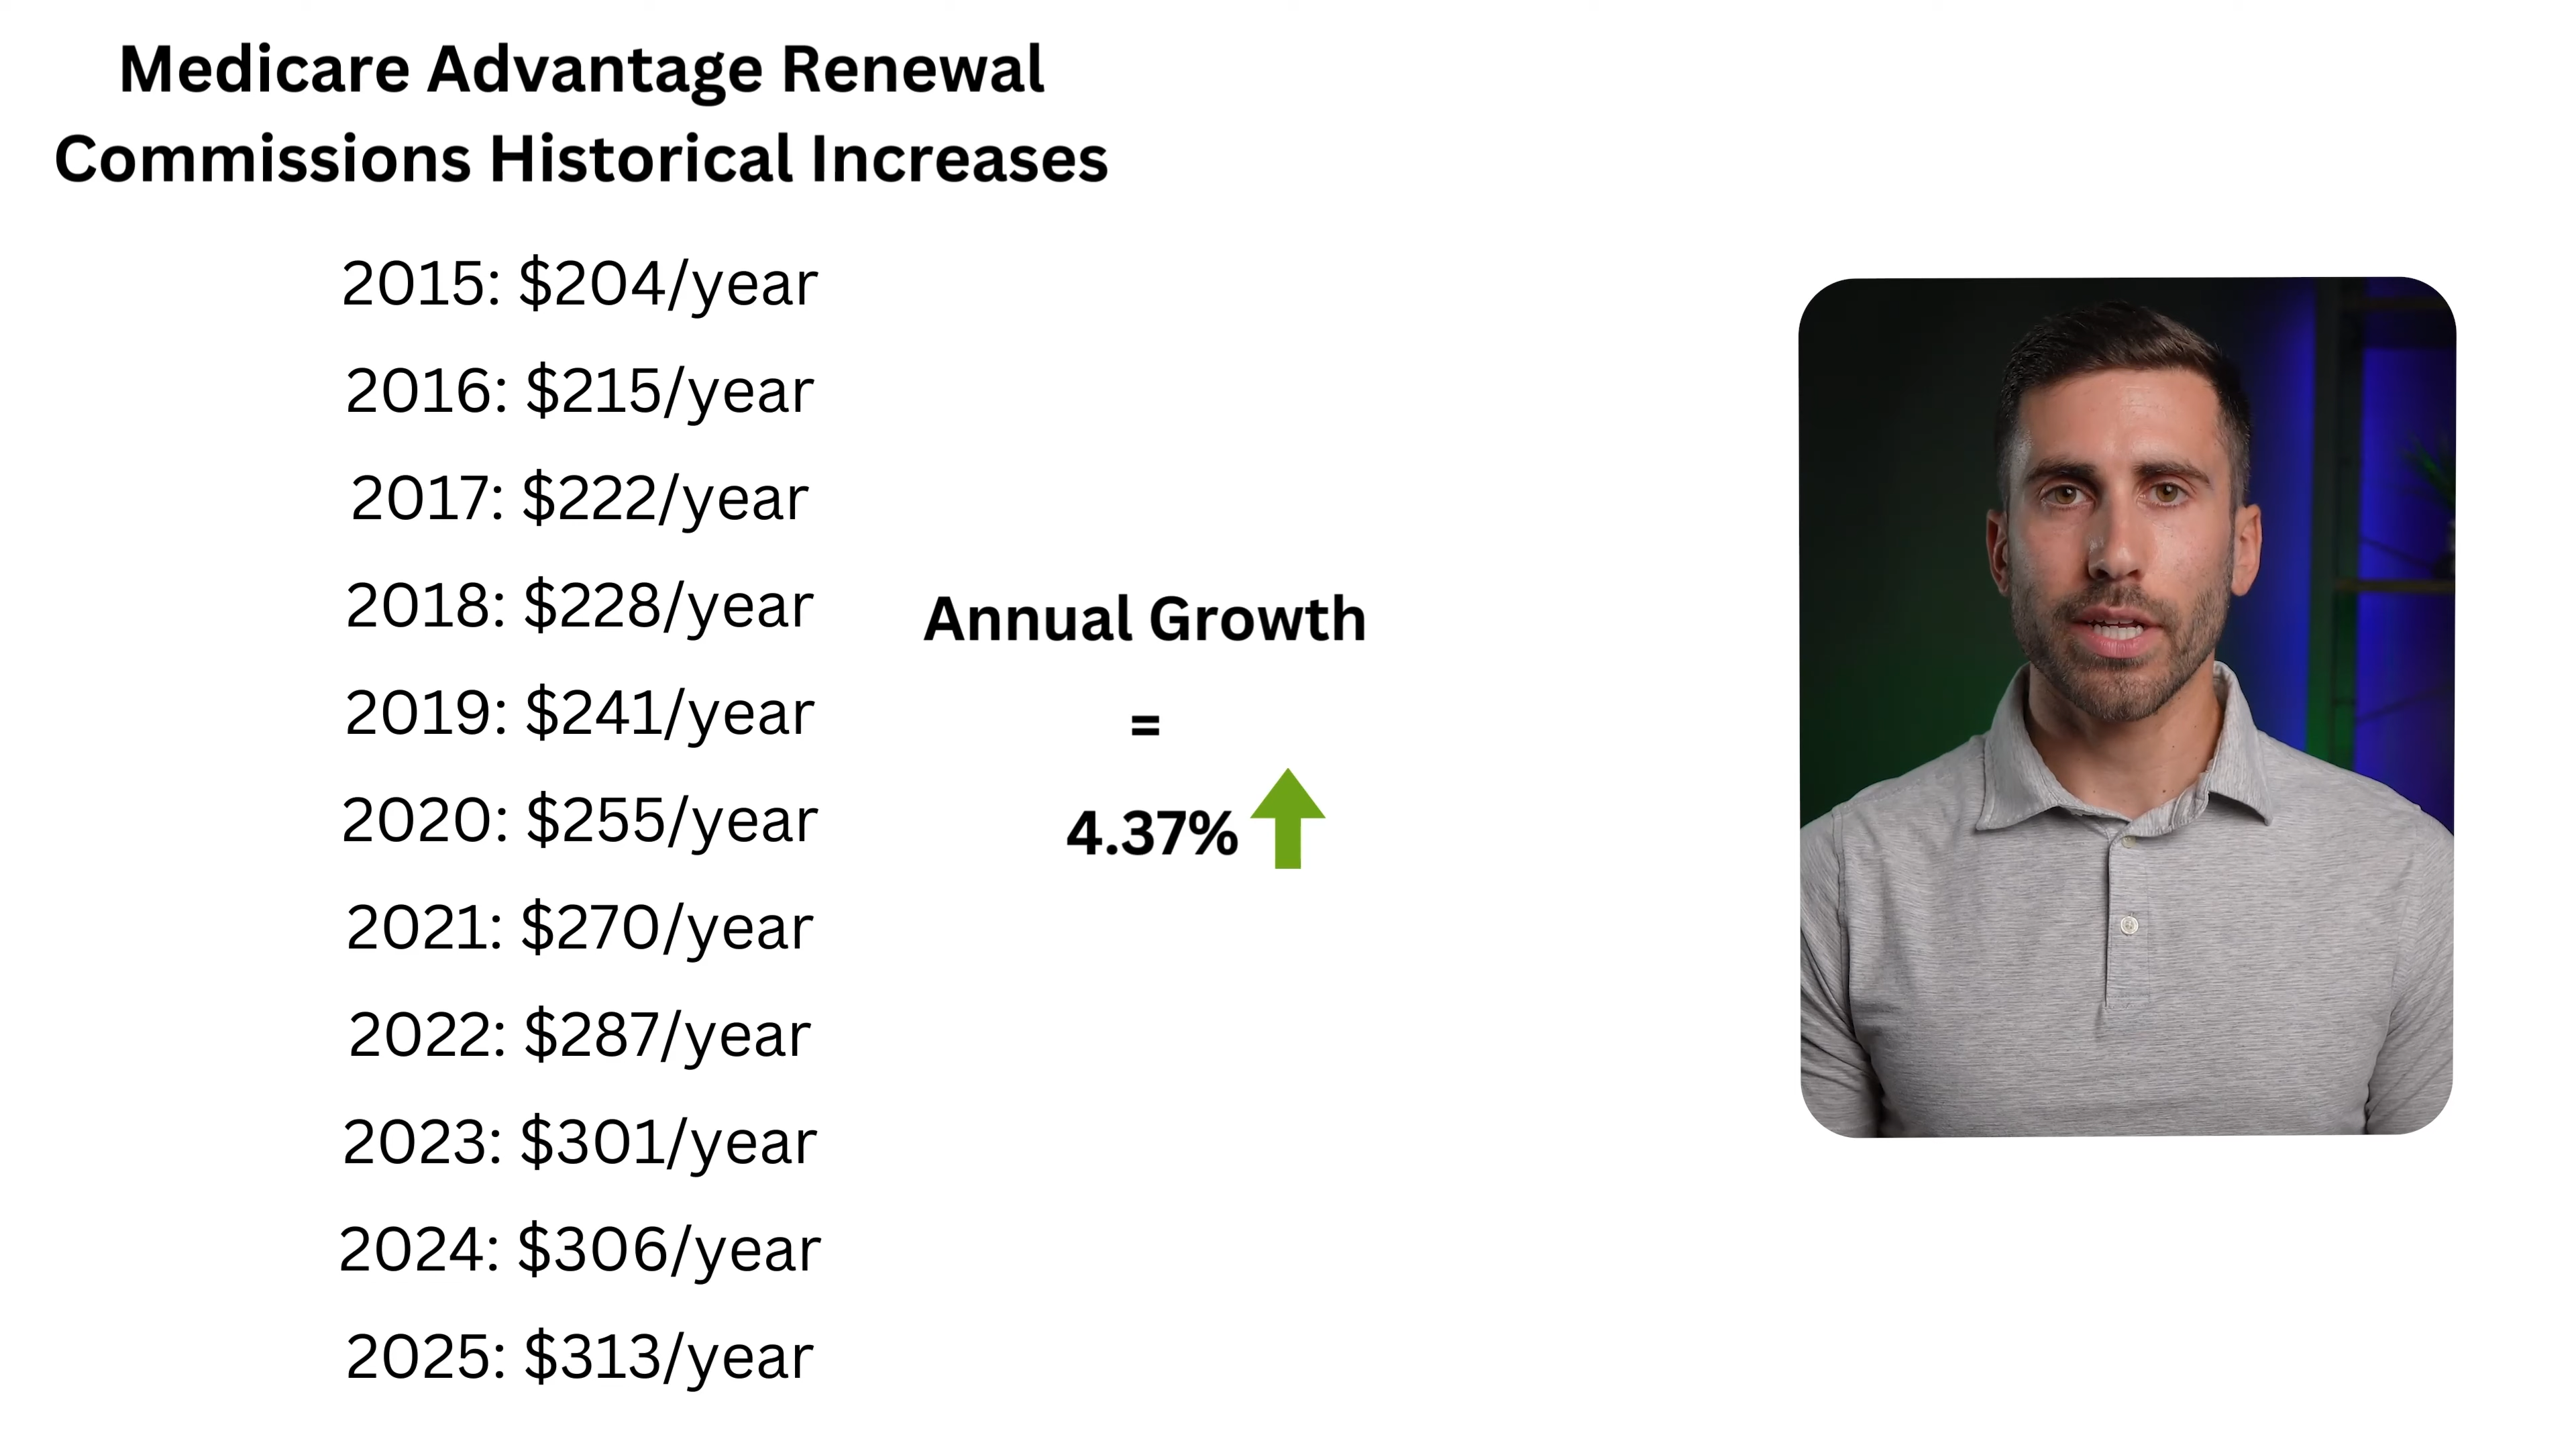 Medicare Advantage Renewal
Commissions Historical Increases
2015: $204/year
2016: $215/year
2017: $222/year
2018: $228/year
2019: $241/year
2020: $255/year
2021: $270/year
2022: $287/year
2023: $301/year
2024: $306/year
2025: $313/year
Annual Growth
=
4.37%